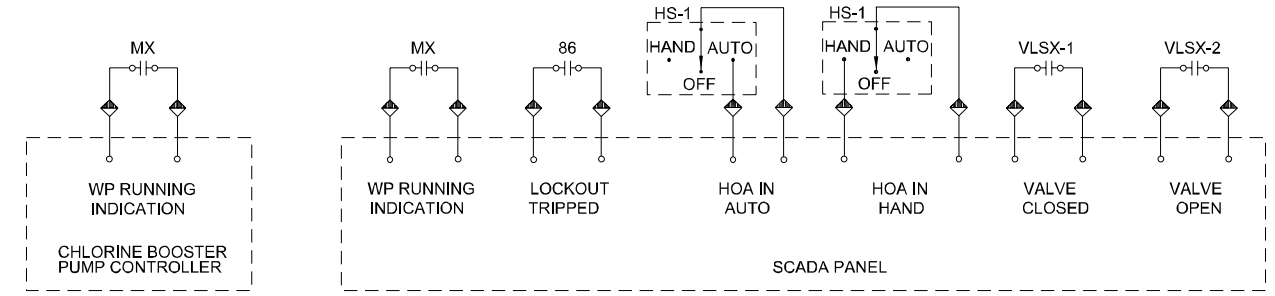 MX
WP RUNNING
INDICATION
CHLORINE BOOSTER
PUMP CONTROLLER
MX
WP RUNNING
INDICATION
86
LOCKOUT
TRIPPED
HS-1
HAND AUTO
OFF
HOA IN
AUTO
HS-1
HAND AUTO
OFF
HOA IN
HAND
VLSX-1
VALVE
CLOSED
VLSX-2
VALVE
OPEN
SCADA PANEL